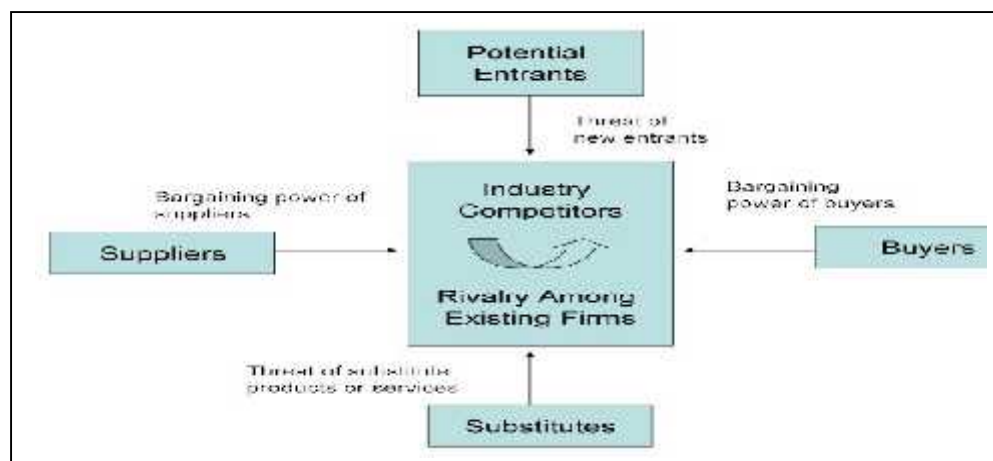 Potential
Entrants
Threat of
new entrants
Industry
Competitors
Bargaining power of
suppliers
Bargaining
power of buyers
Suppliers
Buyers
Rivalry Among
Existing Firms
Threat of substitute
products or services
Substitutes